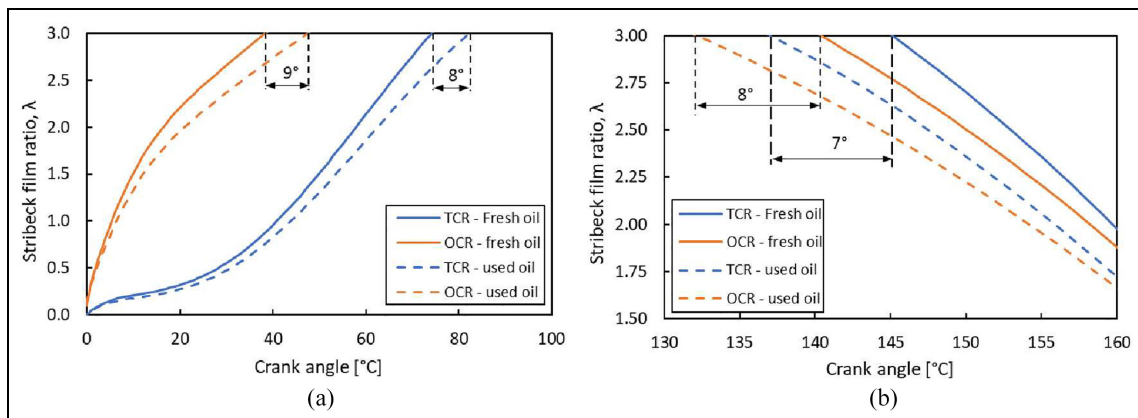 3.0
2.5
2.0
1.5
1.0
0.5
0.0
Stribeck film ratio, λ
9°
8°
TCR - Fresh oil
OCR - fresh oil
TCR - used oil
OCR - used oil
0
20
40
60
80
100
Crank angle [°C]
(a)
3.00
2.75
2.50
2.25
2.00
1.75
1.50
Stribeck film ratio, λ
8°
7°
TCR - Fresh oil
OCR - fresh oil
TCR - used oil
OCR - used oil
130
135
140
145
150
155
160
Crank angle [°C]
(b)